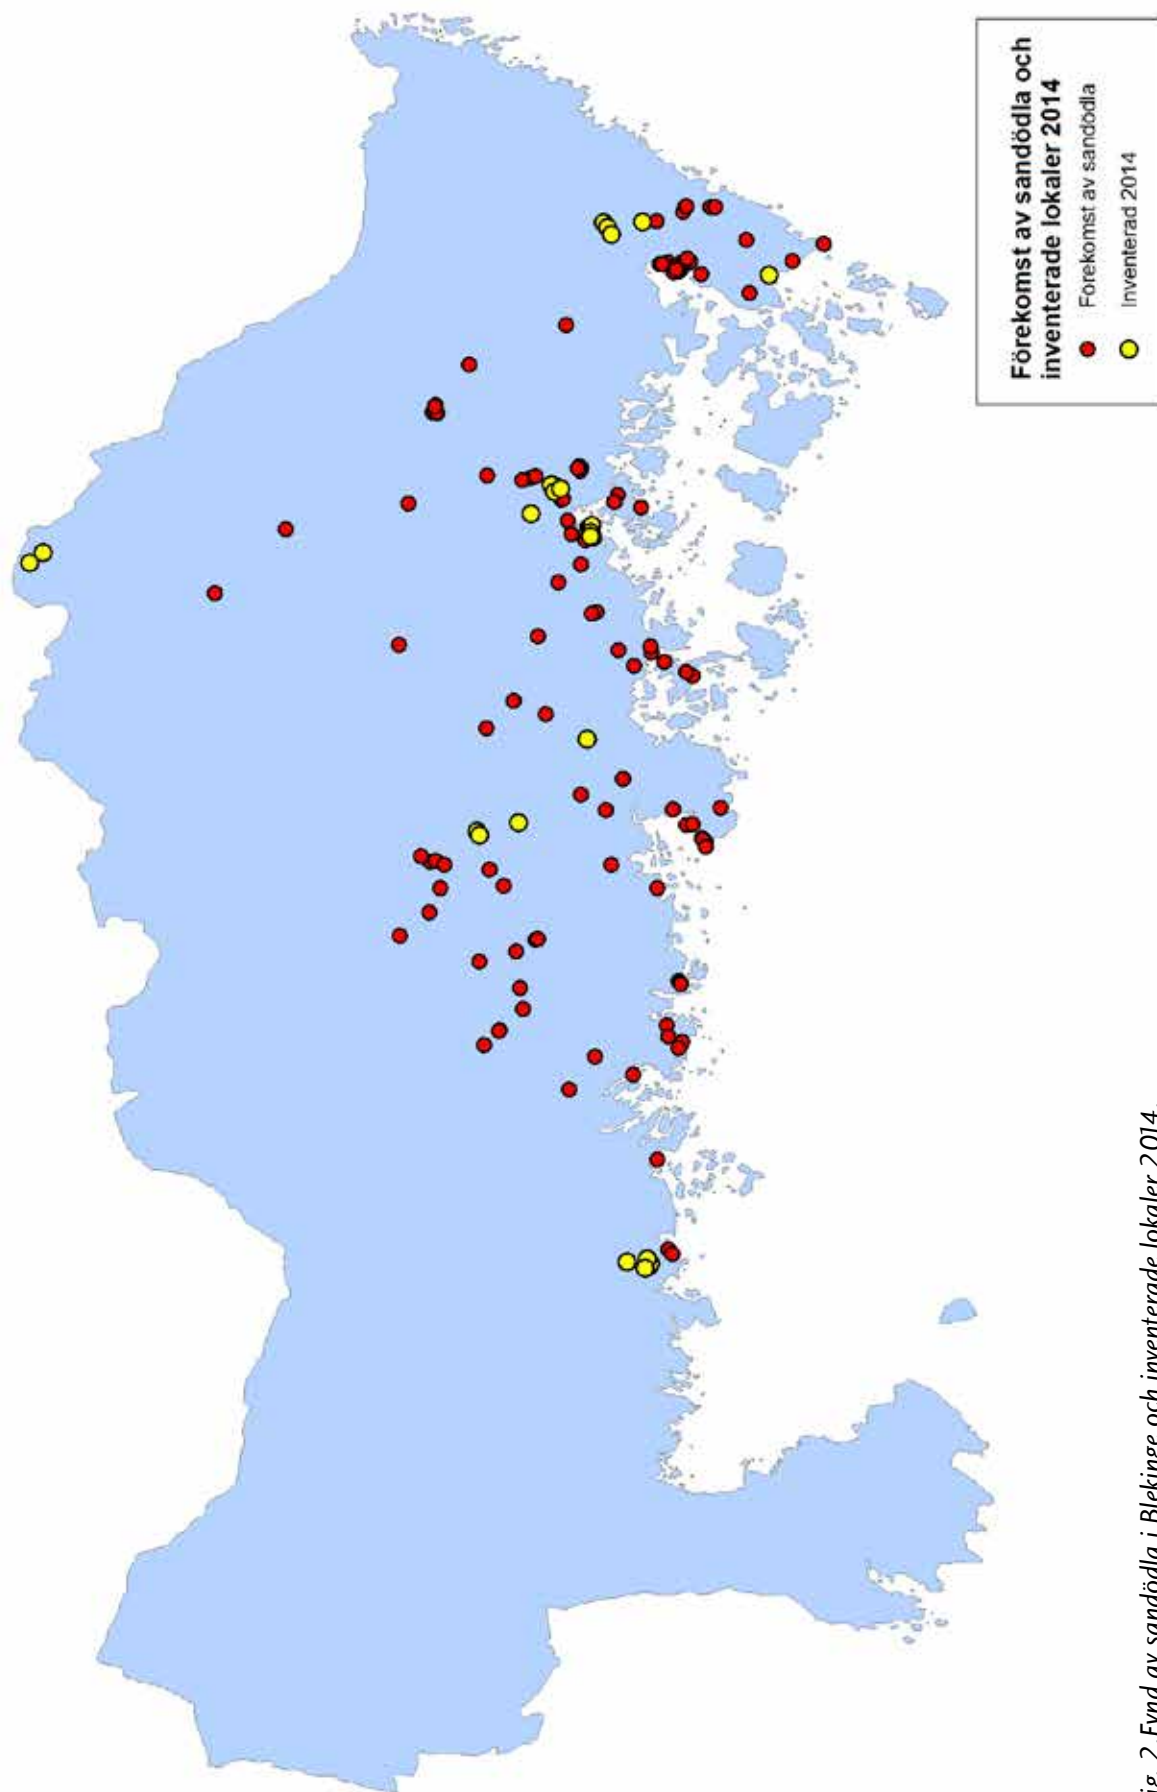 Förekomst av sandödla och
inventerade lokaler 2014
Förekomst av sandödla
Inventerad 2014
ig. 2 Fynd av sandödla i Blekinge och inventerade lokaler 2014.